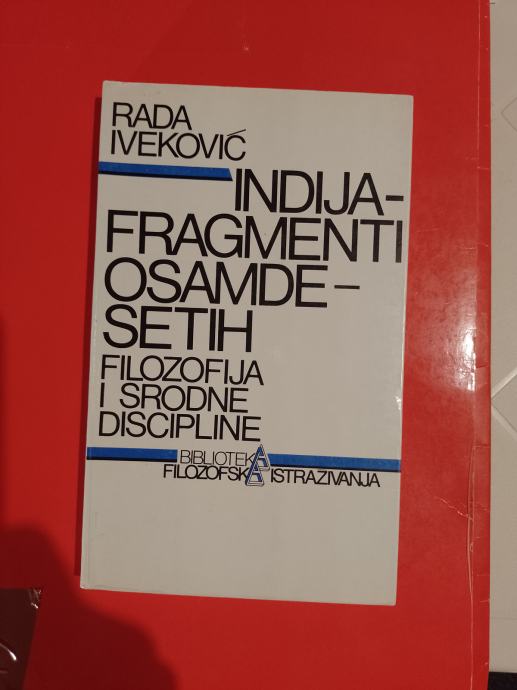 RADA
IVEKOVIĆ
INDIJA-
FRAGMENTI
OSAMDE-
SETIH
FILOZOFIJA
I SRODNE
DISCIPLINE
BIBLIOTEKA
FILOZOFSKA ISTRAŽIVANJA